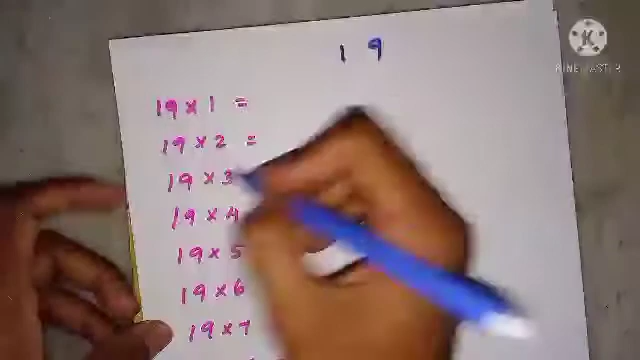 1 9
K
KINEMASTER
19 × 1 =
19 × 2 =
19 × 3
19 × 4
19 × 5
19 × 6
19 × 7